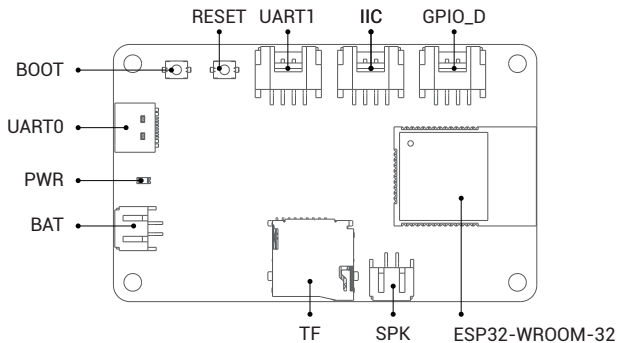 RESET UART1 IIC GPIO_D
BOOT
UART0
PWR
BAT
TF SPK ESP32-WROOM-32